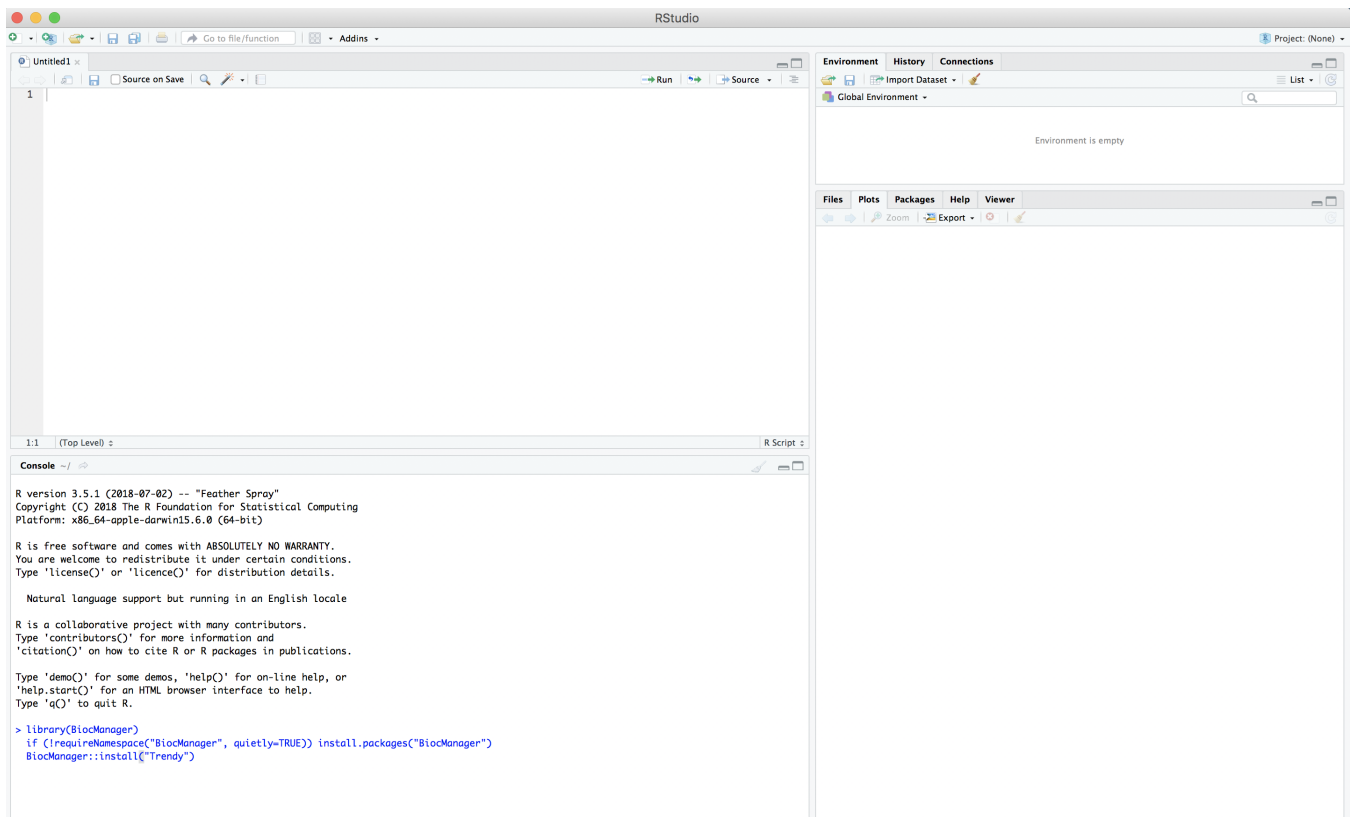 RStudio
Go to file/function
Addins
Project: (None)
Untitled1
Source on Save
Run
Source
1
1:1
(Top Level)
R Script
Console ~/
R version 3.5.1 (2018-07-02) -- "Feather Spray"
Copyright (C) 2018 The R Foundation for Statistical Computing
Platform: x86_64-apple-darwin15.6.0 (64-bit)
R is free software and comes with ABSOLUTELY NO WARRANTY.
You are welcome to redistribute it under certain conditions.
Type 'license()' or 'licence()' for distribution details.
Natural language support but running in an English locale
R is a collaborative project with many contributors.
Type 'contributors()' for more information and
'citation()' on how to cite R or R packages in publications.
Type 'demo()' for some demos, 'help()' for on-line help, or
'help.start()' for an HTML browser interface to help.
Type 'q()' to quit R.
> library(BiocManager)
if (!requireNamespace("BiocManager", quietly=TRUE)) install.packages("BiocManager")
BiocManager::install("Trendy")
Environment History Connections
Import Dataset
List
Global Environment
Environment is empty
Files Plots Packages Help Viewer
Zoom
Export